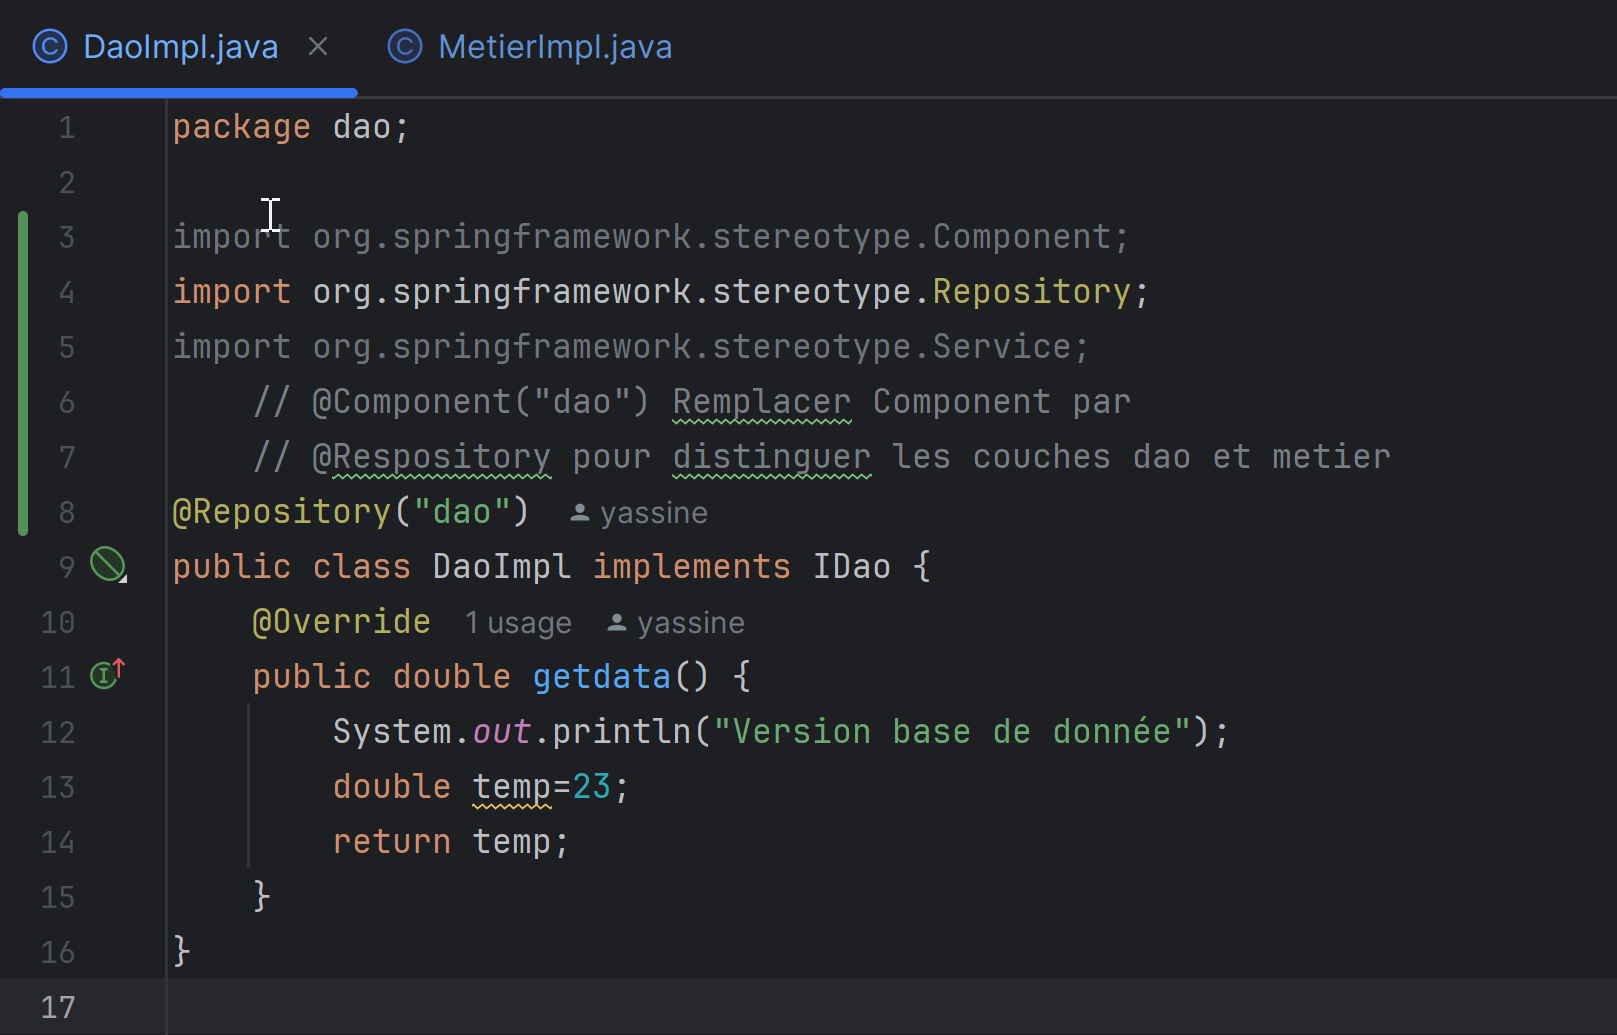 DaoImpl.java MetierImpl.java
1 package dao;
2
3 import org.springframework.stereotype.Component;
4 import org.springframework.stereotype.Repository;
5 import org.springframework.stereotype.Service;
6 // @Component("dao") Remplacer Component par
7 // @Respository pour distinguer les couches dao et metier
8 @Repository("dao") yassine
9 public class DaoImpl implements IDao {
10 @Override 1 usage yassine
11 public double getdata() {
12 System.out.println("Version base de donnée");
13 double temp=23;
14 return temp;
15 }
16 }
17